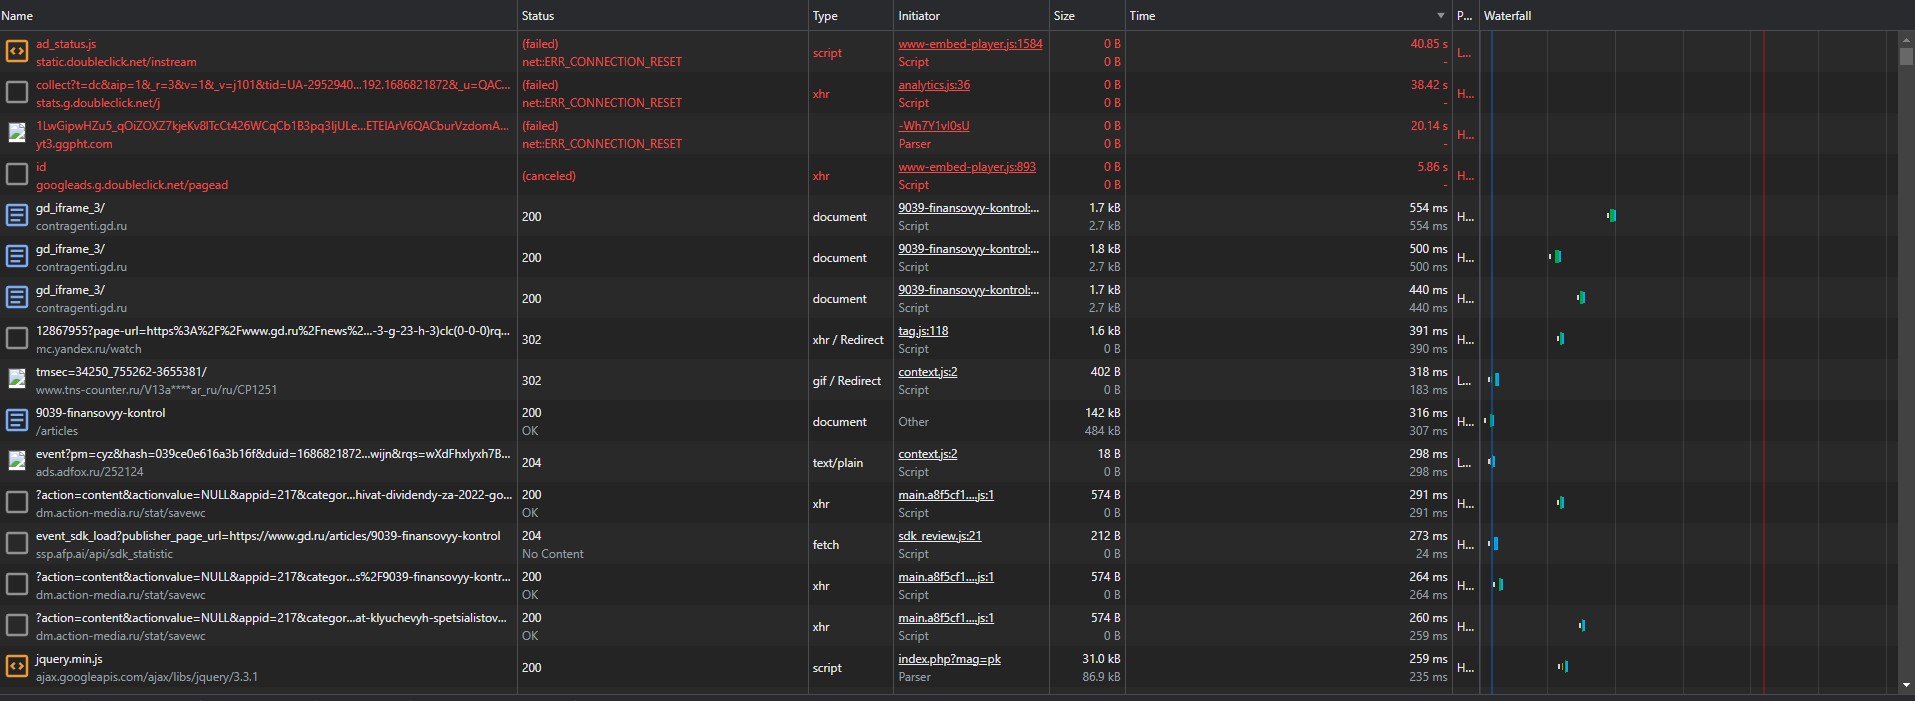 Name Status Type Initiator Size Time P... Waterfall
ad_status.js (failed) script www-embed-player.js:1584 0 B 40.85 s L...
static.doubleclick.net/instream net::ERR_CONNECTION_RESET Script 0 B -
collect?t=dc&aip=1&_r=3&v=1&_v=j101&tid=UA-2952940...192.1686821872&_u=QAC... (failed) xhr analytics.js:36 0 B 38.42 s H...
stats.g.doubleclick.net/j net::ERR_CONNECTION_RESET Script 0 B -
(failed) -Wh7Y1vl0sU 0 B 20.14 s H...
yt3.ggpht.com net::ERR_CONNECTION_RESET Parser 0 B -
id (canceled) xhr www-embed-player.js:893 0 B 5.86 s H...
googleads.g.doubleclick.net/pagead Script 0 B -
gd_iframe_3/ 200 document 9039-finansovyy-kontrol:... 1.7 kB 554 ms H...
contragenti.gd.ru Script 2.7 kB 554 ms
gd_iframe_3/ 200 document 9039-finansovyy-kontrol:... 1.8 kB 500 ms H...
contragenti.gd.ru Script 2.7 kB 500 ms
gd_iframe_3/ 200 document 9039-finansovyy-kontrol:... 1.7 kB 440 ms H...
contragenti.gd.ru Script 2.7 kB 440 ms
12867955?page-url=https%3A%2F%2Fwww.gd.ru%2Fnews%2...-3-g-23-h-3)clc(0-0-0)rq... 302 xhr / Redirect tag.js:118 1.6 kB 391 ms H...
mc.yandex.ru/watch Script 0 B 390 ms
tmsec=34250_755262-3655381/ 302 gif / Redirect context.js:2 402 B 318 ms L...
www.tns-counter.ru/V13a****ar_ru/ru/CP1251 Script 0 B 183 ms
9039-finansovyy-kontrol 200 document Other 142 kB 316 ms H...
/articles OK 484 kB 307 ms
event?pm=cyz&hash=039ce0e616a3b16f&duid=1686821872...wijn&rqs=wXdFhxlyxh7B... 204 text/plain context.js:2 18 B 298 ms L...
ads.adfox.ru/252124 Script 0 B 298 ms
?action=content&actionvalue=NULL&appid=217&categor...hivat-dividendy-za-2022-go... 200 xhr main.a8f5cf1....js:1 574 B 291 ms H...
dm.action-media.ru/stat/savewc OK Script 0 B 291 ms
event_sdk_load?publisher_page_url=https://www.gd.ru/articles/9039-finansovyy-kontrol 204 fetch sdk_review.js:21 212 B 273 ms H...
ssp.afp.ai/api/sdk_statistic No Content Script 0 B 24 ms
?action=content&actionvalue=NULL&appid=217&categor...s%2F9039-finansovyy-kontr... 200 xhr main.a8f5cf1....js:1 574 B 264 ms H...
dm.action-media.ru/stat/savewc OK Script 0 B 264 ms
?action=content&actionvalue=NULL&appid=217&categor...at-klyuchevyh-spetsialistov... 200 xhr main.a8f5cf1....js:1 574 B 260 ms H...
dm.action-media.ru/stat/savewc OK Script 0 B 259 ms
jquery.min.js 200 script index.php?mag=pk 31.0 kB 259 ms H...
ajax.googleapis.com/ajax/libs/jquery/3.3.1 Parser 86.9 kB 235 ms